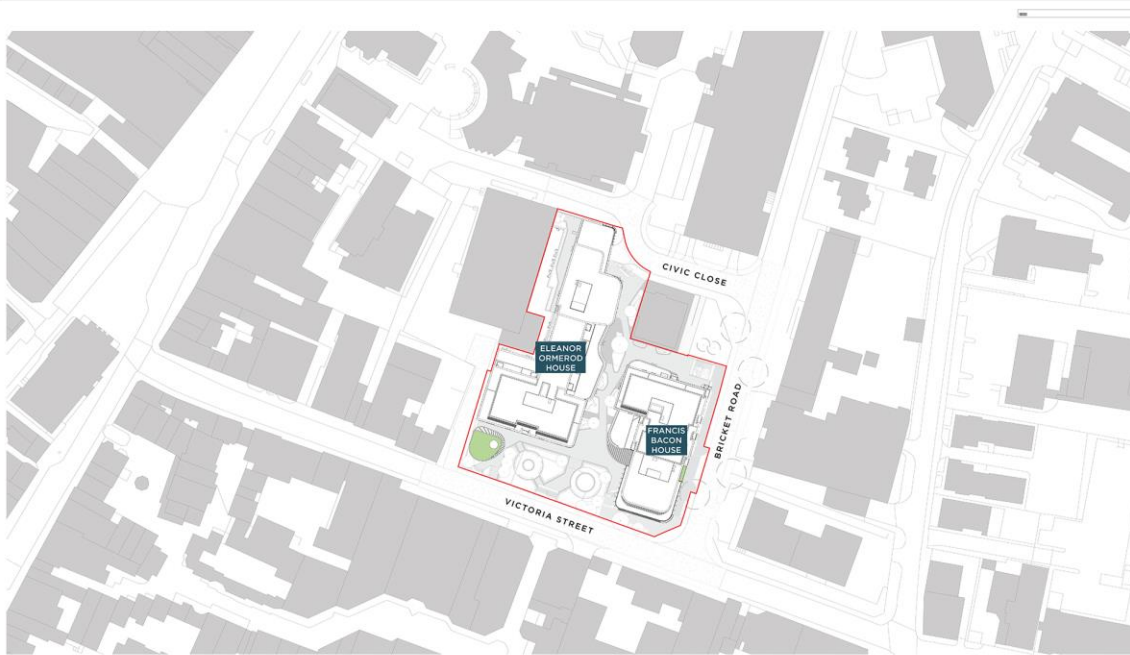 CIVIC CLOSE
ELEANOR
ORMEROD
HOUSE
BRICKET ROAD
FRANCIS
BACON
HOUSE
VICTORIA STREET